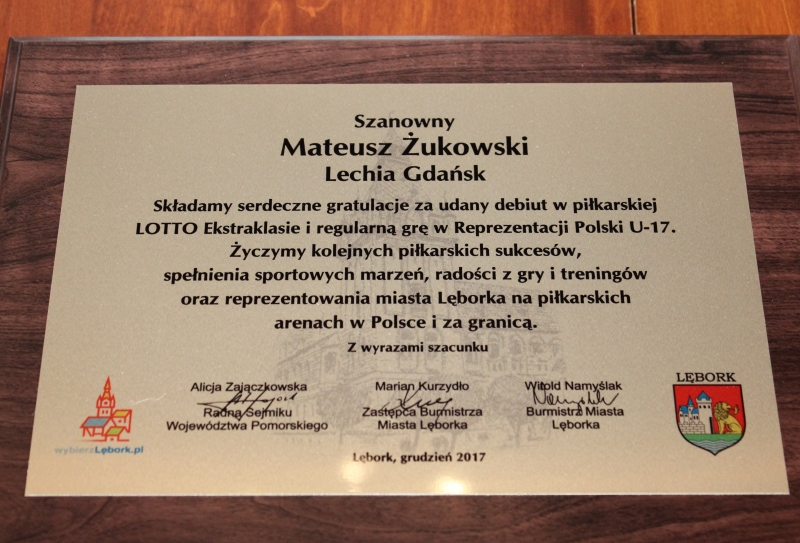 Szanowny
Mateusz Żukowski
Lechia Gdańsk
Składamy serdeczne gratulacje za udany debiut w piłkarskiej
LOTTO Ekstraklasie i regularną grę w Reprezentacji Polski U-17.
Życzymy kolejnych piłkarskich sukcesów,
spełnienia sportowych marzeń, radości z gry i treningów
oraz reprezentowania miasta Lęborka na piłkarskich
arenach w Polsce i za granicą.
Z wyrazami szacunku
Alicja Zajączkowska
Radna Sejmiku
Województwa Pomorskiego
Marian Kurzydło
Zastępca Burmistrza
Miasta Lęborka
Witold Namyślak
Burmistrz Miasta
Lęborka
LĘBORK
wybierzLębork.pl
Lębork, grudzień 2017